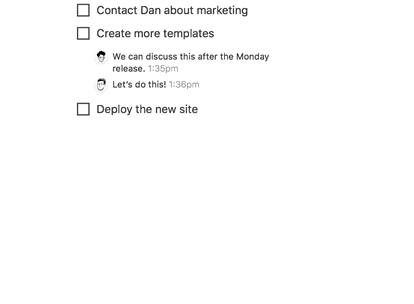 Contact Dan about marketing
Create more templates
We can discuss this after the Monday
release. 1:35pm
Let's do this! 1:36pm
Deploy the new site